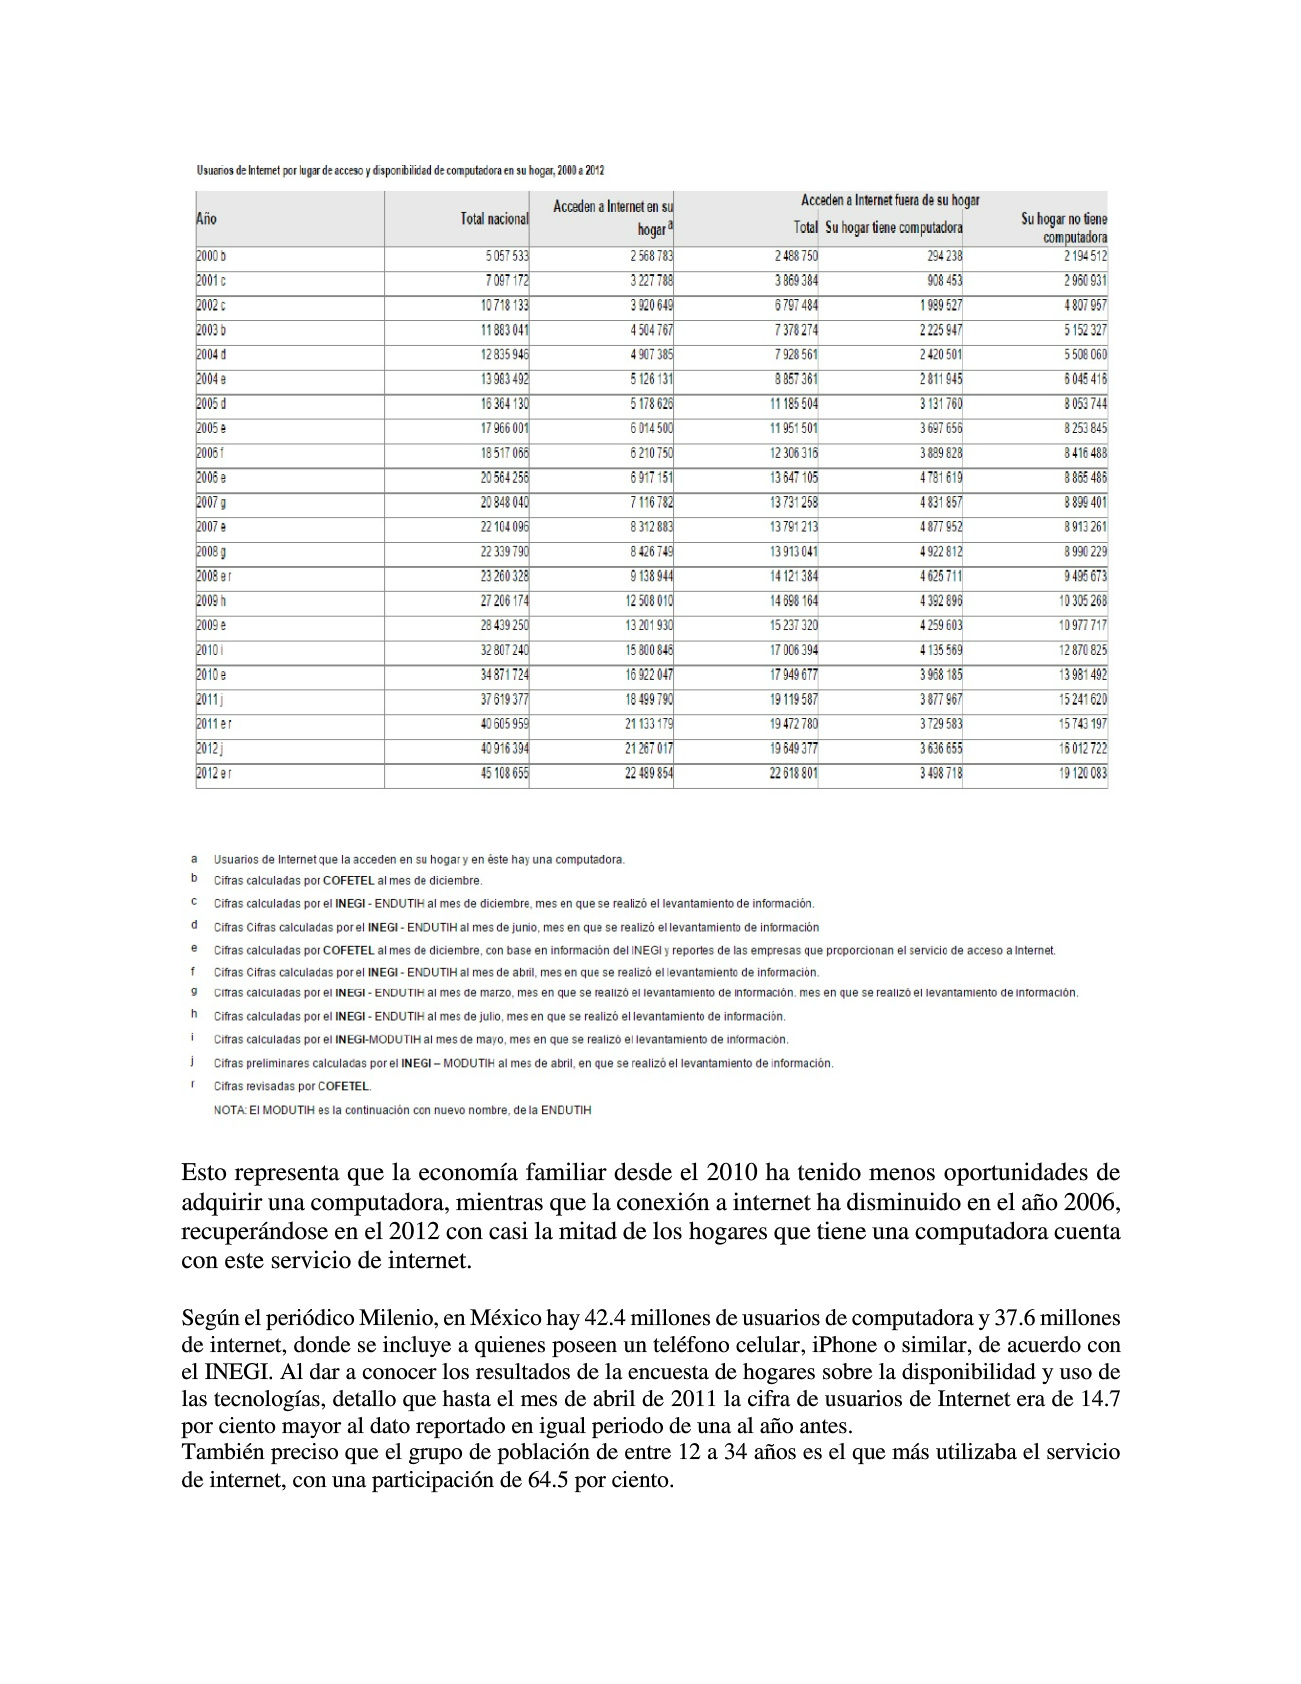 Usuarios de Internet por lugar de acceso y disponibilidad de computadora en su hogar, 2000 a 2012
Año Total nacional Acceden a Internet en su hogar a Acceden a Internet fuera de su hogar
Total Su hogar tiene computadora Su hogar no tiene computadora
2000 b 5 057 533 2 568 783 2 488 750 294 238 2 194 512
2001 c 7 097 172 3 227 788 3 869 384 908 453 2 960 931
2002 c 10 718 133 3 920 649 6 797 484 1 989 527 4 807 957
2003 b 11 883 041 4 504 767 7 378 274 2 225 947 5 152 327
2004 d 12 835 946 4 907 385 7 928 561 2 420 501 5 508 060
2004 e 13 983 492 5 126 131 8 857 361 2 811 945 6 045 416
2005 d 16 364 130 5 178 626 11 185 504 3 131 760 8 053 744
2005 e 17 966 001 6 014 500 11 951 501 3 697 656 8 253 845
2006 f 18 517 066 6 210 750 12 306 316 3 889 828 8 416 488
2006 e 20 564 256 6 917 151 13 647 105 4 781 619 8 865 486
2007 g 20 848 040 7 116 782 13 731 258 4 831 857 8 899 401
2007 e 22 104 096 8 312 883 13 791 213 4 877 952 8 913 261
2008 g 22 339 790 8 426 749 13 913 041 4 922 812 8 990 229
2008 e r 23 260 328 9 138 944 14 121 384 4 625 711 9 495 673
2009 h 27 206 174 12 508 010 14 698 164 4 392 896 10 305 268
2009 e 28 439 250 13 201 930 15 237 320 4 259 603 10 977 717
2010 i 32 807 240 15 800 846 17 006 394 4 135 569 12 870 825
2010 e 34 871 724 16 922 047 17 949 677 3 968 185 13 981 492
2011 j 37 619 377 18 499 790 19 119 587 3 877 967 15 241 620
2011 e r 40 605 959 21 133 179 19 472 780 3 729 583 15 743 197
2012 j 40 916 394 21 267 017 19 649 377 3 636 655 16 012 722
2012 e r 45 108 655 22 489 854 22 618 801 3 498 718 19 120 083
a Usuarios de Internet que la acceden en su hogar y en éste hay una computadora.
b Cifras calculadas por COFETEL al mes de diciembre.
c Cifras calculadas por el INEGI - ENDUTIH al mes de diciembre, mes en que se realizó el levantamiento de información.
d Cifras Cifras calculadas por el INEGI - ENDUTIH al mes de junio, mes en que se realizó el levantamiento de información
e Cifras calculadas por COFETEL al mes de diciembre, con base en información del INEGI y reportes de las empresas que proporcionan el servicio de acceso a Internet.
f Cifras Cifras calculadas por el INEGI - ENDUTIH al mes de abril, mes en que se realizó el levantamiento de información.
g Cifras calculadas por el INEGI - ENDUTIH al mes de marzo, mes en que se realizó el levantamiento de información. mes en que se realizó el levantamiento de información.
h Cifras calculadas por el INEGI - ENDUTIH al mes de julio, mes en que se realizó el levantamiento de información.
i Cifras calculadas por el INEGI-MODUTIH al mes de mayo, mes en que se realizó el levantamiento de información.
j Cifras preliminares calculadas por el INEGI – MODUTIH al mes de abril, en que se realizó el levantamiento de información.
r Cifras revisadas por COFETEL.
NOTA: El MODUTIH es la continuación con nuevo nombre, de la ENDUTIH
Esto representa que la economía familiar desde el 2010 ha tenido menos oportunidades de
adquirir una computadora, mientras que la conexión a internet ha disminuido en el año 2006,
recuperándose en el 2012 con casi la mitad de los hogares que tiene una computadora cuenta
con este servicio de internet.
Según el periódico Milenio, en México hay 42.4 millones de usuarios de computadora y 37.6 millones
de internet, donde se incluye a quienes poseen un teléfono celular, iPhone o similar, de acuerdo con
el INEGI. Al dar a conocer los resultados de la encuesta de hogares sobre la disponibilidad y uso de
las tecnologías, detallo que hasta el mes de abril de 2011 la cifra de usuarios de Internet era de 14.7
por ciento mayor al dato reportado en igual periodo de una al año antes.
También preciso que el grupo de población de entre 12 a 34 años es el que más utilizaba el servicio
de internet, con una participación de 64.5 por ciento.